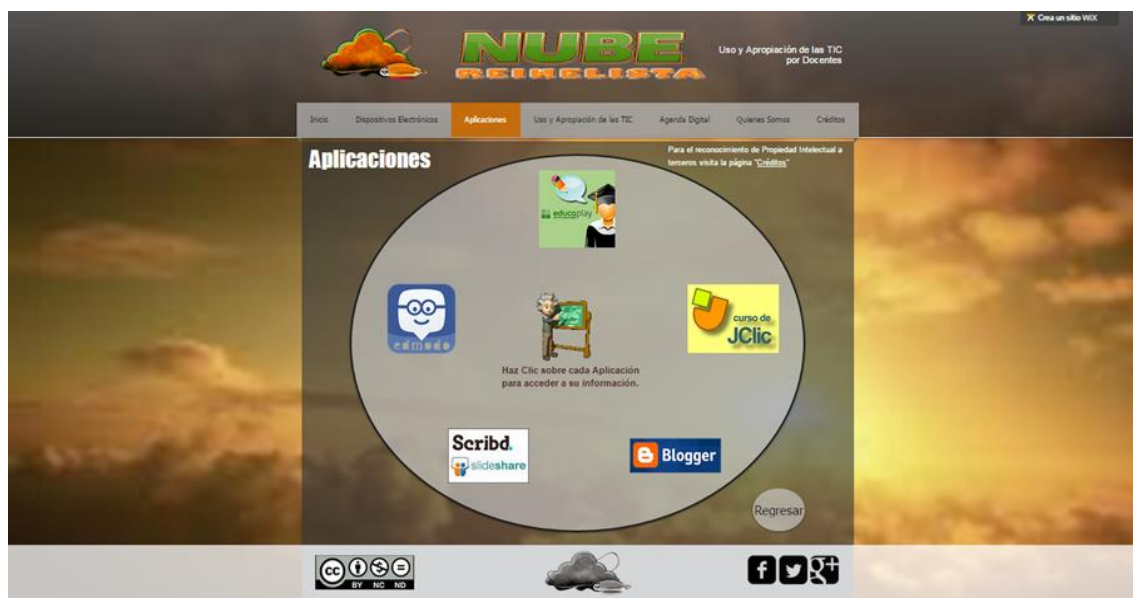 Crea un sitio WiX
NUBE
REIMELISTA
Uso y Apropiación de las TIC
por Docentes
Inicio
Dispositivos Electrónicos
Aplicaciones
Uso y Apropiación de las TIC
Agenda Digital
Quienes Somos
Créditos
Aplicaciones
Para el reconocimiento de Propiedad Intelectual a
terceros visita la página "Créditos"
educaplay
edmodo
curso de
JClic
Haz Clic sobre cada Aplicación
para acceder a su información.
Scribd.
slideshare
Blogger
Regresar
cc
BY NC ND